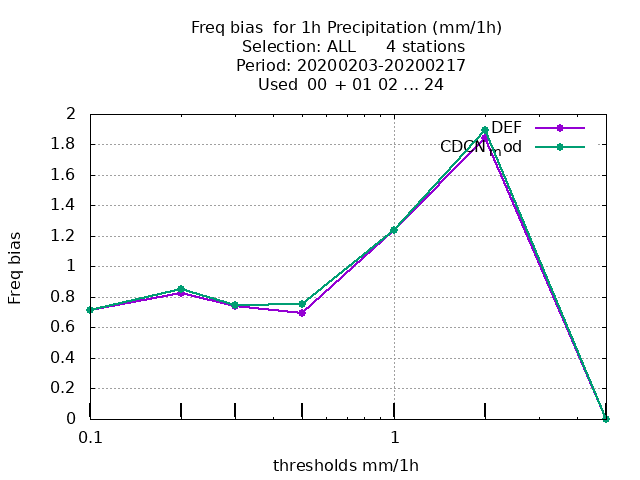 Freq bias  for 1h Precipitation (mm/1h)
Selection: ALL      4 stations
Period: 20200203-20200217
Used  00  + 01 02 ... 24
DEF
CDCN_mod
2
1.8
1.6
1.4
1.2
1
0.8
0.6
0.4
0.2
0
Freq bias
0.1
1
thresholds mm/1h